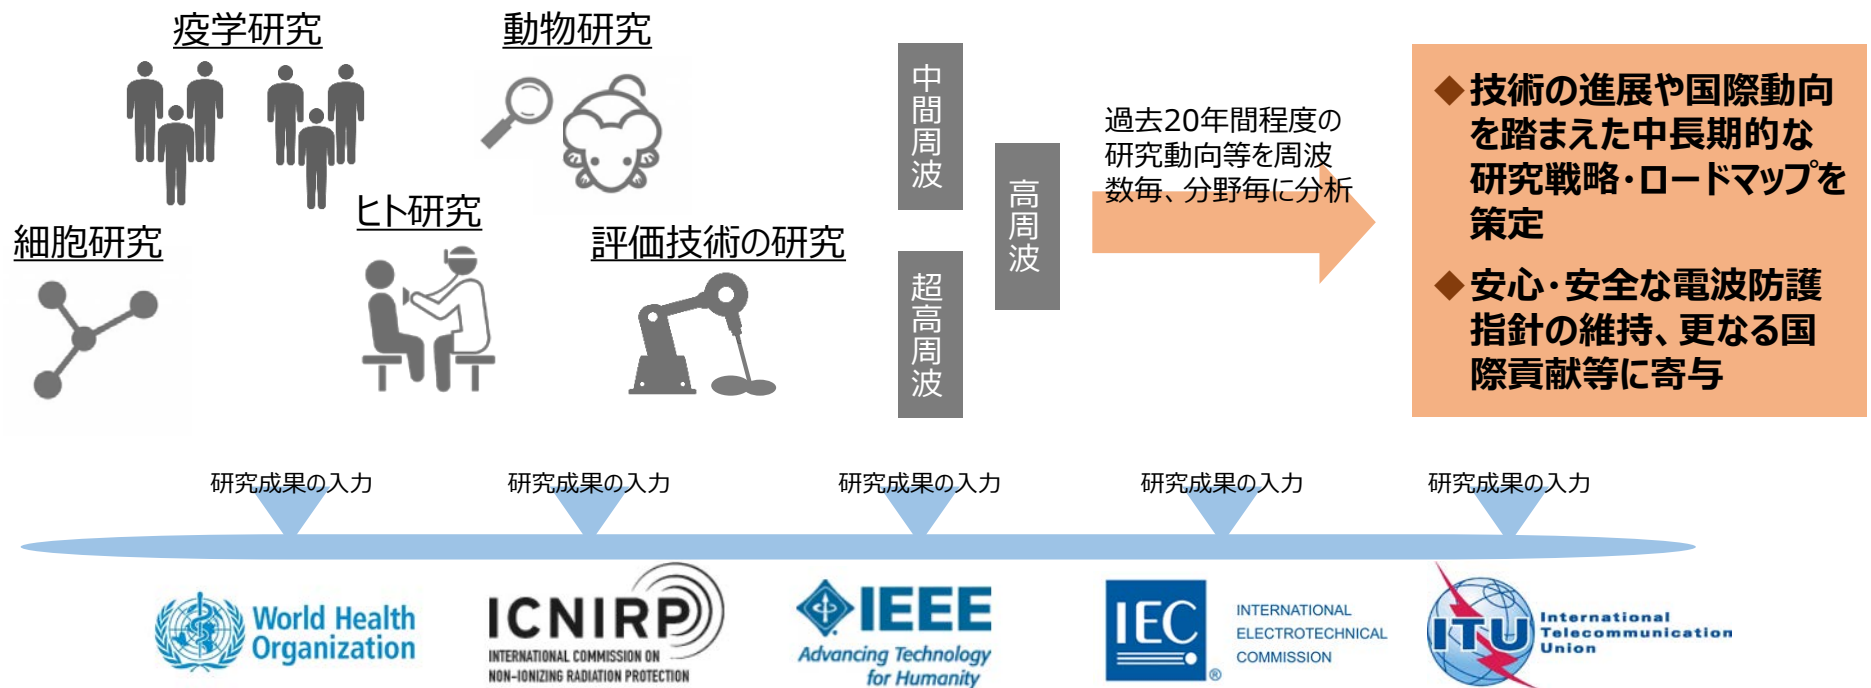 疫学研究
動物研究
細胞研究
ヒト研究
評価技術の研究
中間周波
高周波
超高周波
過去20年間程度の
研究動向等を周波
数毎、分野毎に分析
◆技術の進展や国際動向
を踏まえた中長期的な
研究戦略・ロードマップを
策定
◆安心・安全な電波防護
指針の維持、更なる国
際貢献等に寄与
研究成果の入力
研究成果の入力
研究成果の入力
研究成果の入力
研究成果の入力
World Health
Organization
ICNIRP
INTERNATIONAL COMMISSION ON
NON-IONIZING RADIATION PROTECTION
IEEE
Advancing Technology
for Humanity
IEC
®
INTERNATIONAL
ELECTROTECHNICAL
COMMISSION
ITU
International
Telecommunication
Union